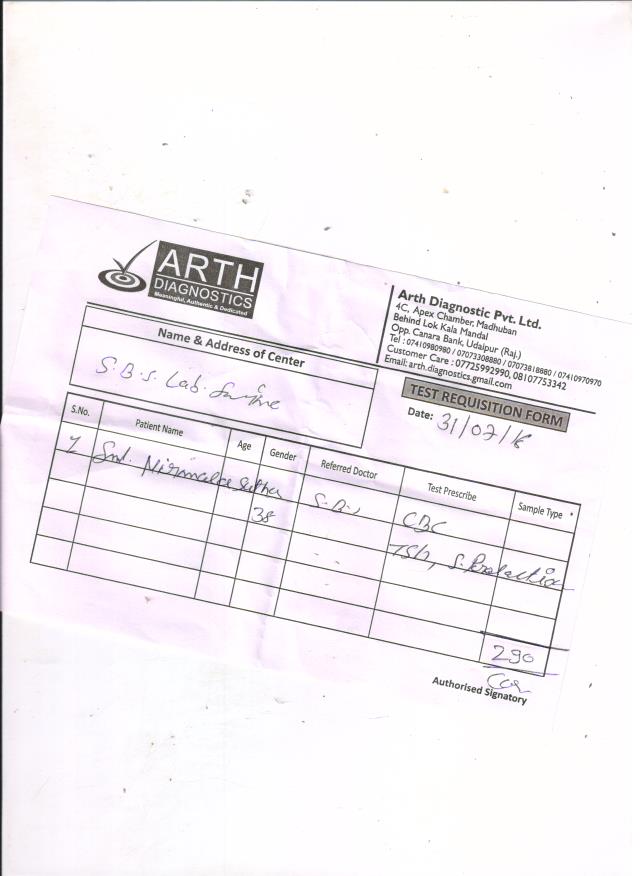 ARTH
DIAGNOSTICS
Meaningful, Authentic & Dedicated
Arth Diagnostic Pvt. Ltd.
4C, Apex Chamber, Madhuban
Behind Lok Kala Mandal
Opp. Canara Bank, Udaipur (Raj.)
Tel : 07410980980 / 07073308880 / 07073818880 / 07410970970
Customer Care : 07725992990, 08107753342
Email: arth.diagnostics.gmail.com
Name & Address of Center
S.B.S. Lab.
TEST REQUISITION FORM
Date: 31/07/16
S.No. Patient Name Age Gender Referred Doctor Test Prescribe Sample Type
1 Smt. Nirmala Suthar S.B.S CBC
38 TSH, S. Prolactin
290
Authorised Signatory